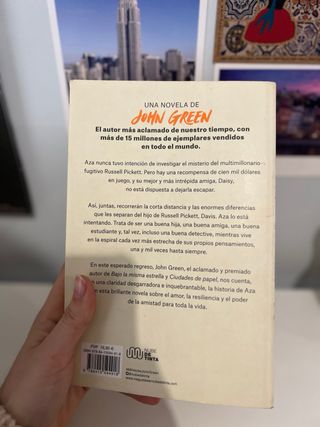 UNA NOVELA DE
JOHN GREEN
El autor más aclamado de nuestro tiempo, con
más de 15 millones de ejemplares vendidos
en todo el mundo.
Aza nunca tuvo intención de investigar el misterio del multimillonario
fugitivo Russell Pickett. Pero hay una recompensa de cien mil dólares
en juego, y su mejor y más intrépida amiga, Daisy,
no está dispuesta a dejarla escapar.
Así, juntas, recorrerán la corta distancia y las enormes diferencias
que les separan del hijo de Russell Pickett, Davis. Aza lo está
intentando. Trata de ser una buena hija, una buena amiga, una buena
estudiante y, tal vez, incluso una buena detective, mientras vive
en la espiral cada vez más estrecha de sus propios pensamientos,
una y mil veces hasta siempre.
En este esperado regreso, John Green, el aclamado y premiado
autor de Bajo la misma estrella y Ciudades de papel, nos cuenta,
con una claridad desgarradora e inquebrantable, la historia de Aza
en esta brillante novela sobre el amor, la resiliencia y el poder
de la amistad para toda la vida.
NUBE
DE
TINTA